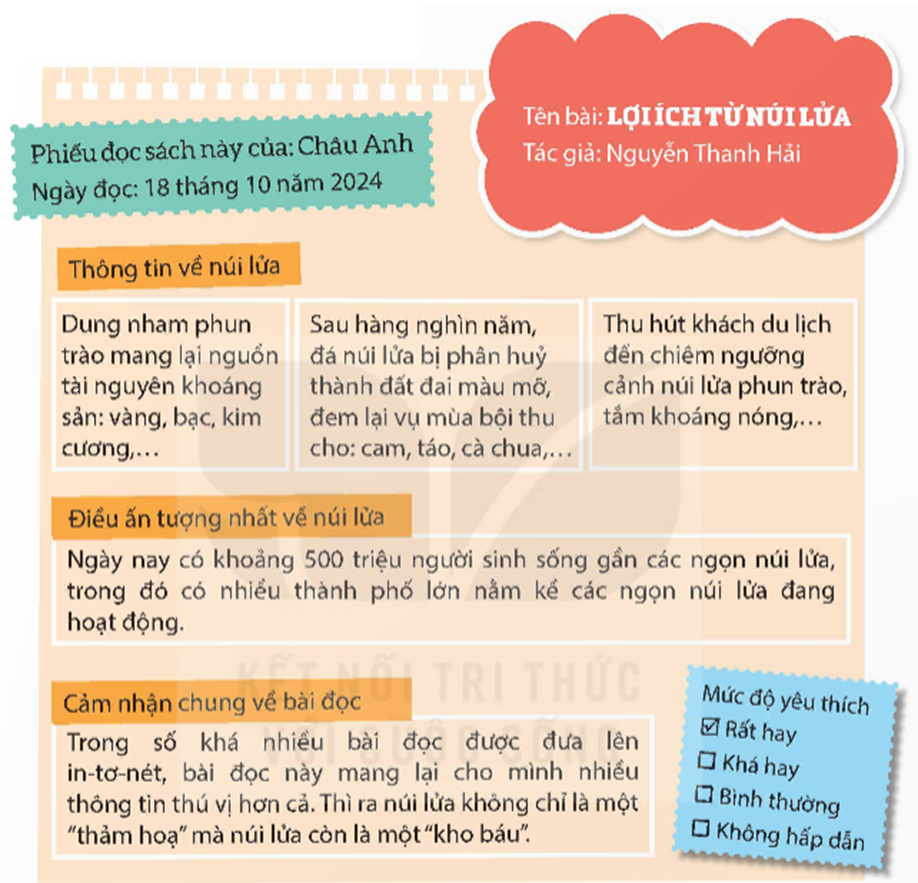 Tên bài: LỢI ÍCH TỪ NÚI LỬA
Tác giả: Nguyễn Thanh Hải
Phiếu đọc sách này của: Châu Anh
Ngày đọc: 18 tháng 10 năm 2024
Thông tin về núi lửa
Dung nham phun
trào mang lại nguồn
tài nguyên khoáng
sản: vàng, bạc, kim
cương,...
Sau hàng nghìn năm,
đá núi lửa bị phân huỷ
thành đất đai màu mỡ,
đem lại vụ mùa bội thu
cho: cam, táo, cà chua,...
Thu hút khách du lịch
đến chiêm ngưỡng
cảnh núi lửa phun trào,
tắm khoáng nóng,...
Điều ấn tượng nhất về núi lửa
Ngày nay có khoảng 500 triệu người sinh sống gần các ngọn núi lửa,
trong đó có nhiều thành phố lớn nằm kề các ngọn núi lửa đang
hoạt động.
KẾT NỐI TRI THỨC
VỚI CUỘC SỐNG
Cảm nhận chung về bài đọc
Trong số khá nhiều bài đọc được đưa lên
in-tơ-nét, bài đọc này mang lại cho mình nhiều
thông tin thú vị hơn cả. Thì ra núi lửa không chỉ là một
"thảm hoạ" mà núi lửa còn là một "kho báu".
Mức độ yêu thích
☑ Rất hay
☐ Khá hay
☐ Bình thường
☐ Không hấp dẫn